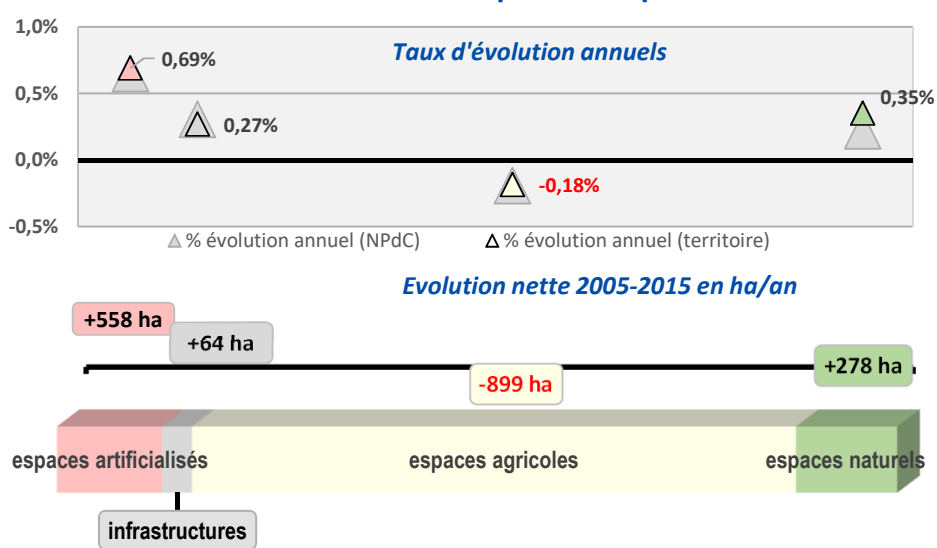 1,0%
Taux d'évolution annuels
0,69%
0,5%
0,35%
0,27%
0,0%
-0,18%
-0,5%
% évolution annuel (NPdC) % évolution annuel (territoire)
Evolution nette 2005-2015 en ha/an
+558 ha
+64 ha
+278 ha
-899 ha
espaces artificialisés espaces agricoles espaces naturels
infrastructures